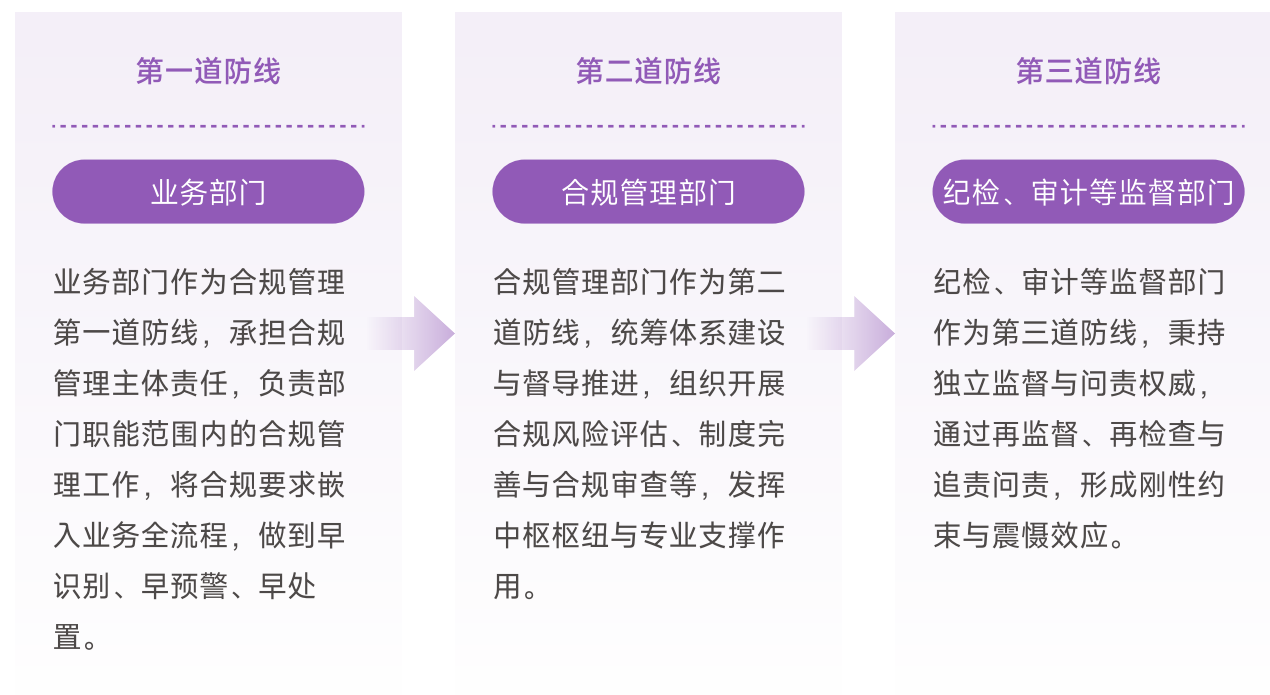 第一道防线
业务部门
业务部门作为合规管理
第一道防线，承担合规
管理主体责任，负责部
门职能范围内的合规管
理工作，将合规要求嵌
入业务全流程，做到早
识别、早预警、早处
置。
第二道防线
合规管理部门
合规管理部门作为第二
道防线，统筹体系建设
与督导推进，组织开展
合规风险评估、制度完
善与合规审查等，发挥
中枢枢纽与专业支撑作
用。
第三道防线
纪检、审计等监督部门
纪检、审计等监督部门
作为第三道防线，秉持
独立监督与问责权威，
通过再监督、再检查与
追责问责，形成刚性约
束与震慑效应。